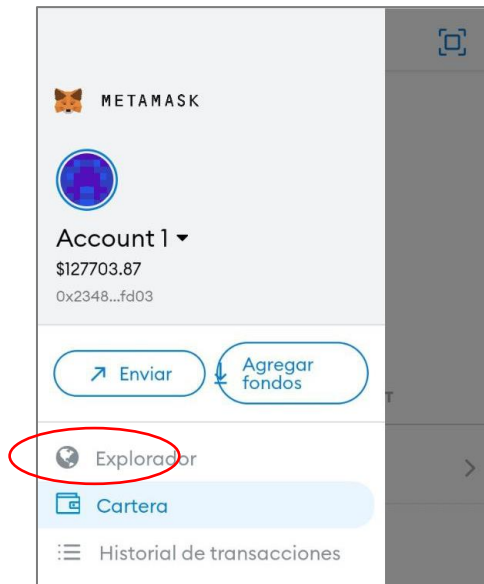 METAMASK
Account 1
$127703.87
0x2348...fd03
Enviar
Agregar
fondos
T
Explorador
Cartera
Historial de transacciones